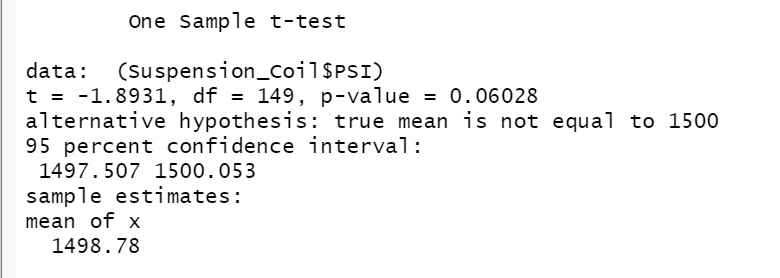 One Sample t-test
data:  (Suspension_Coil$PSI)
t = -1.8931, df = 149, p-value = 0.06028
alternative hypothesis: true mean is not equal to 1500
95 percent confidence interval:
1497.507 1500.053
sample estimates:
mean of x
1498.78